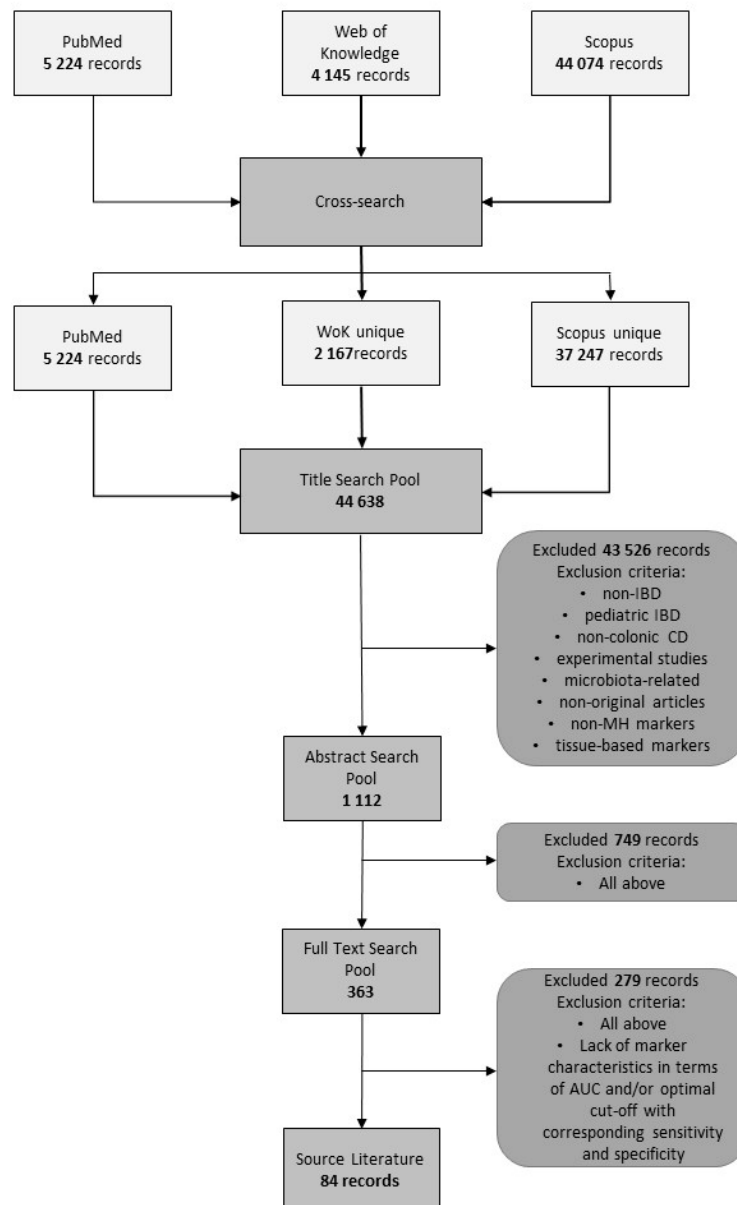 PubMed
5 224 records
Web of
Knowledge
4 145 records
Scopus
44 074 records
Cross-search
PubMed
5 224 records
WoK unique
2 167records
Scopus unique
37 247 records
Title Search Pool
44 638
Excluded 43 526 records
Exclusion criteria:
• non-IBD
• pediatric IBD
• non-colonic CD
• experimental studies
• microbiota-related
• non-original articles
• non-MH markers
• tissue-based markers
Abstract Search
Pool
1 112
Excluded 749 records
Exclusion criteria:
• All above
Full Text Search
Pool
363
Excluded 279 records
Exclusion criteria:
• All above
• Lack of marker
characteristics in terms
of AUC and/or optimal
cut-off with
corresponding sensitivity
and specificity
Source Literature
84 records